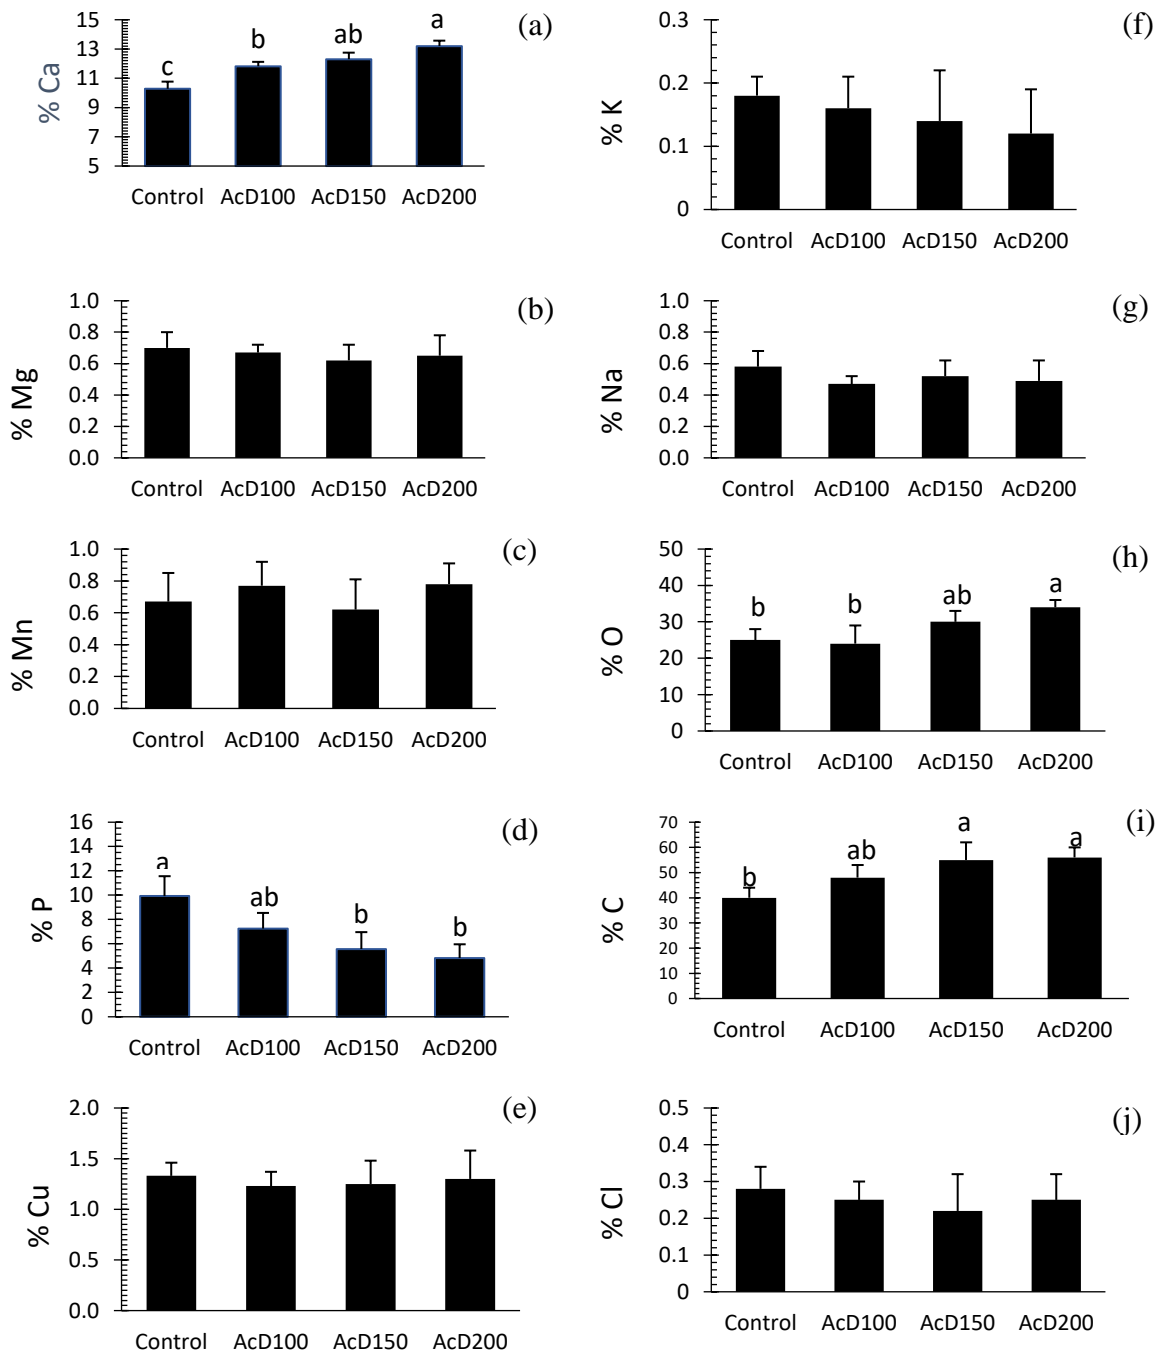 (a)
% Ca
15
13
11
9
7
5
c
b
ab
a
Control AcD100 AcD150 AcD200
(f)
% K
0.3
0.2
0.1
0
Control AcD100 AcD150 AcD200
(b)
% Mg
1.0
0.8
0.6
0.4
0.2
0.0
Control AcD100 AcD150 AcD200
(g)
% Na
1.0
0.8
0.6
0.4
0.2
0.0
Control AcD100 AcD150 AcD200
(c)
% Mn
1.0
0.8
0.6
0.4
0.2
0.0
Control AcD100 AcD150 AcD200
(h)
% O
50
40
30
20
10
0
b
b
ab
a
Control AcD100 AcD150 AcD200
(d)
% P
16
14
12
10
8
6
4
2
0
a
ab
b
b
Control AcD100 AcD150 AcD200
(i)
% C
70
60
50
40
30
20
10
0
b
ab
a
a
Control AcD100 AcD150 AcD200
(e)
% Cu
2.0
1.5
1.0
0.5
0.0
Control AcD100 AcD150 AcD200
(j)
% Cl
0.5
0.4
0.3
0.2
0.1
0
Control AcD100 AcD150 AcD200